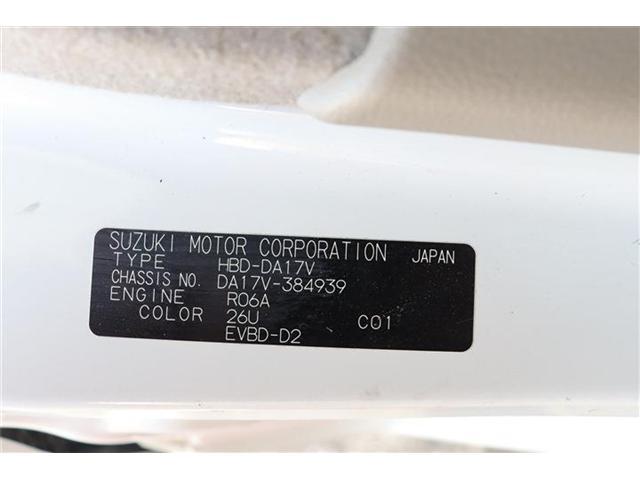 SUZUKI MOTOR CORPORATION JAPAN
TYPE HBD-DA17V
CHASSIS NO. DA17V-384939
ENGINE R06A
COLOR 26U C01
EVBD-D2